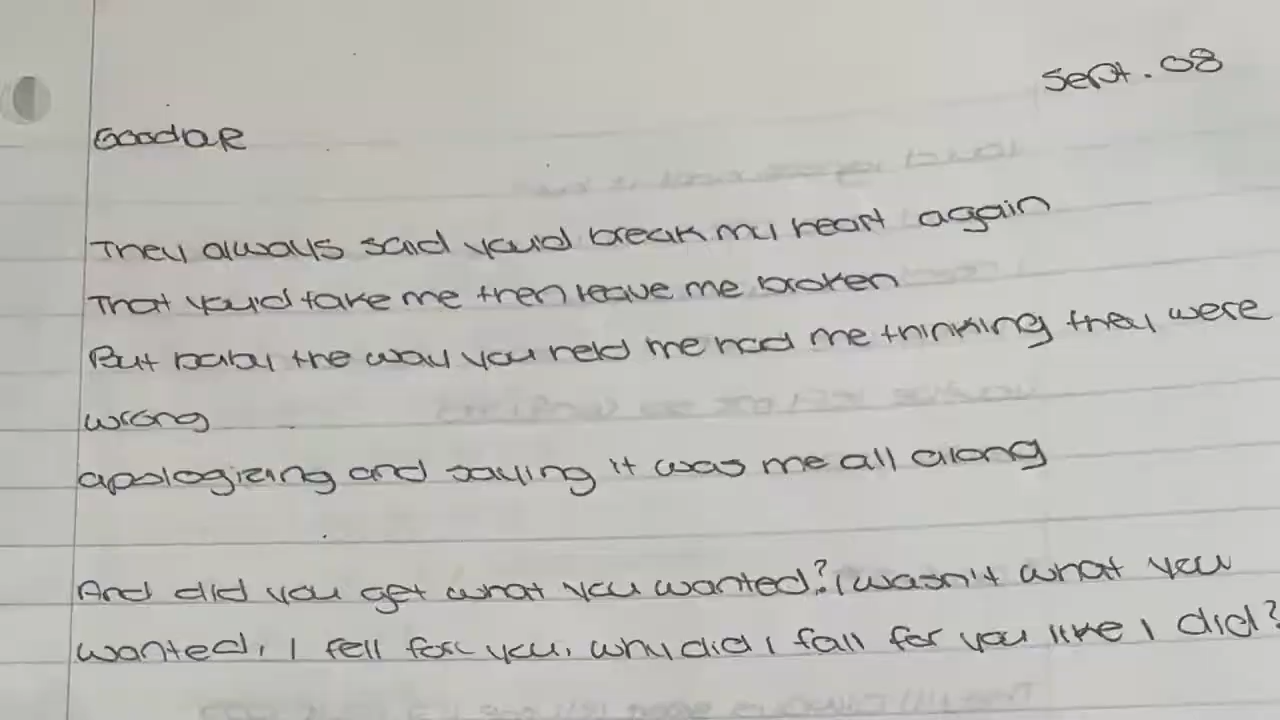 Sept. 08
Goodar
They always said you'd break my heart again
That you'd take me then leave me broken
But baby the way you held me had me thinking they were
wrong
apologizing and saying it was me all along
And did you get what you wanted? I wasn't what you
wanted, I fell for you, why did I fall for you like I did?